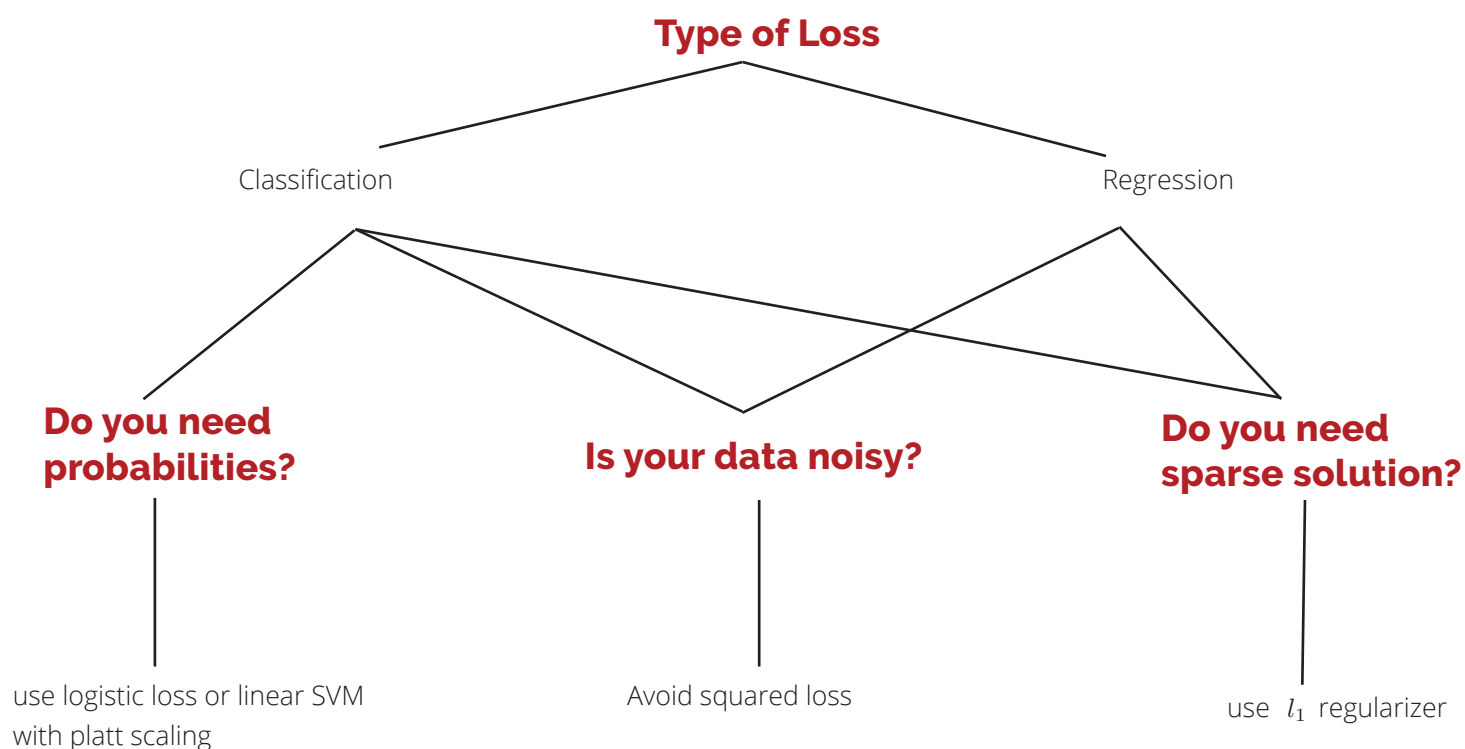 Type of Loss
Classification
Regression
Do you need
probabilities?
Is your data noisy?
Do you need
sparse solution?
use logistic loss or linear SVM
with platt scaling
Avoid squared loss
use l₁ regularizer